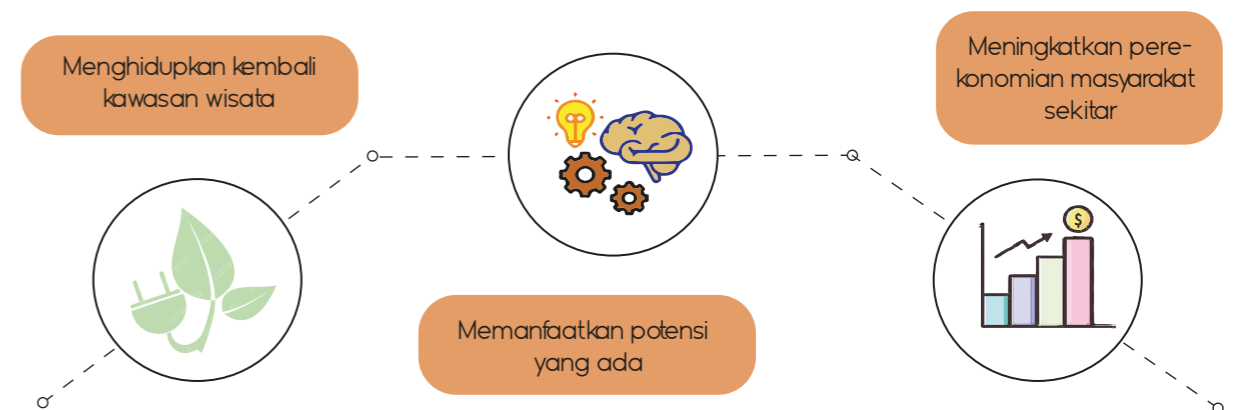 Menghidupkan kembali
kawasan wisata
Memanfaatkan potensi
yang ada
Meningkatkan pere-
konomian masyarakat
sekitar
$